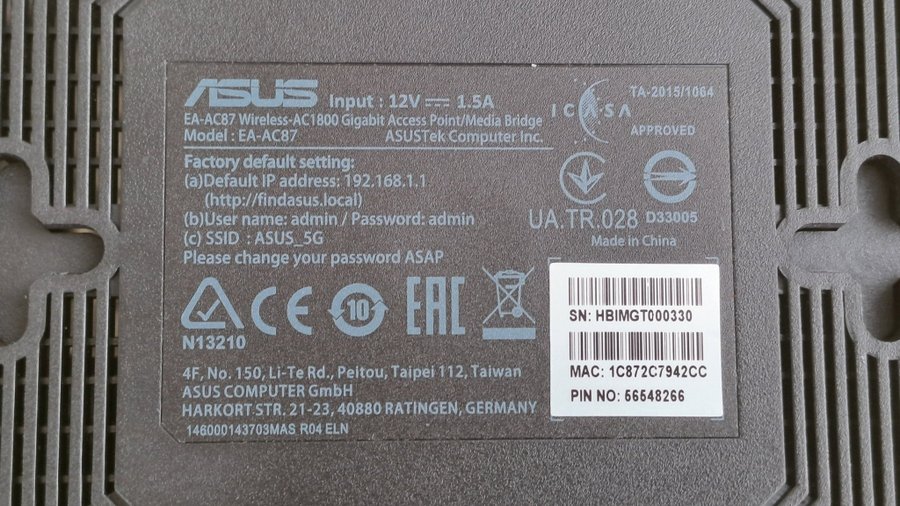 ASUS Input : 12V 1.5A
EA-AC87 Wireless-AC1800 Gigabit Access Point/Media Bridge
Model : EA-AC87 ASUSTek Computer Inc.
Factory default setting:
(a)Default IP address: 192.168.1.1
(http://findasus.local)
(b)User name: admin / Password: admin
(c) SSID : ASUS_5G
Please change your password ASAP
N13210
CE
10
EAC
4F, No. 150, Li-Te Rd., Peitou, Taipei 112, Taiwan
ASUS COMPUTER GmbH
HARKORT STR. 21-23, 40880 RATINGEN, GERMANY
146000143703MAS R04 ELN
TA-2015/1064
ICASA
APPROVED
UA.TR.028 D33005
Made in China
SN: HBIMGT000330
MAC: 1C872C7942CC
PIN NO: 56548266